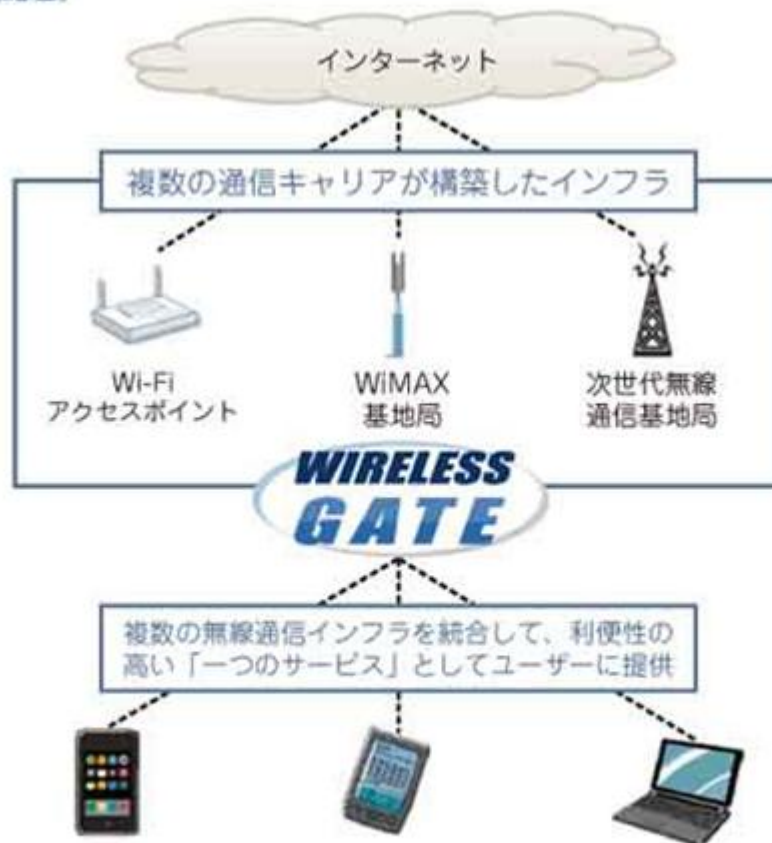 インターネット
複数の通信キャリアが構築したインフラ
Wi-Fi
アクセスポイント
WiMAX
基地局
次世代無線
通信基地局
WIRELESS
GATE
複数の無線通信インフラを統合して、利便性の
高い「一つのサービス」としてユーザーに提供